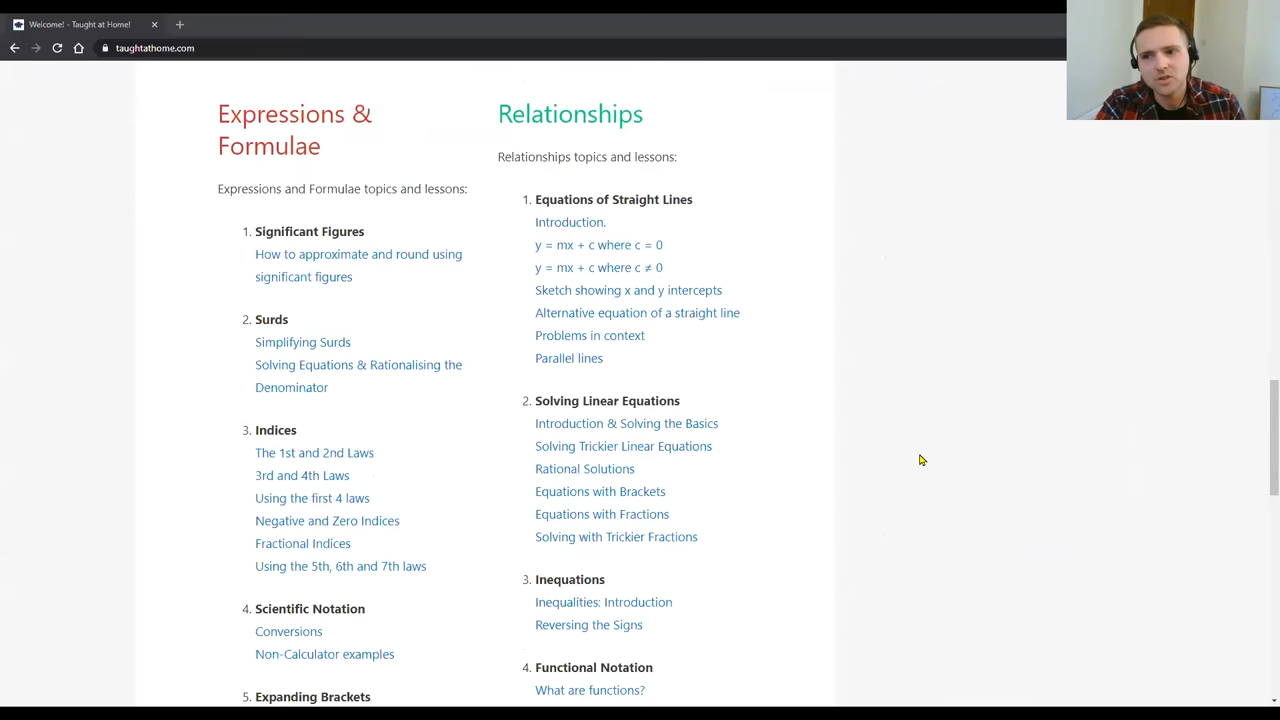 Welcome! - Taught at Home!
taughtathome.com
Expressions &
Formulae
Expressions and Formulae topics and lessons:
1. Significant Figures
How to approximate and round using
significant figures
2. Surds
Simplifying Surds
Solving Equations & Rationalising the
Denominator
3. Indices
The 1st and 2nd Laws
3rd and 4th Laws
Using the first 4 laws
Negative and Zero Indices
Fractional Indices
Using the 5th, 6th and 7th laws
4. Scientific Notation
Conversions
Non-Calculator examples
5. Expanding Brackets
Relationships
Relationships topics and lessons:
1. Equations of Straight Lines
Introduction.
y = mx + c where c = 0
y = mx + c where c ≠ 0
Sketch showing x and y intercepts
Alternative equation of a straight line
Problems in context
Parallel lines
2. Solving Linear Equations
Introduction & Solving the Basics
Solving Trickier Linear Equations
Rational Solutions
Equations with Brackets
Equations with Fractions
Solving with Trickier Fractions
3. Inequations
Inequalities: Introduction
Reversing the Signs
4. Functional Notation
What are functions?